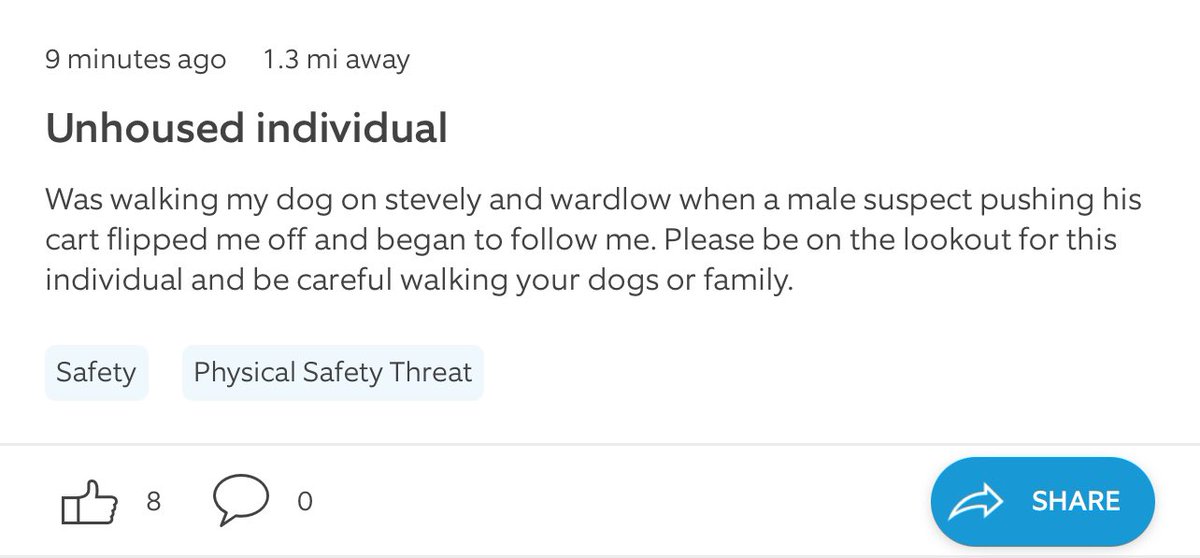 9 minutes ago 1.3 mi away
Unhoused individual
Was walking my dog on stevely and wardlow when a male suspect pushing his
cart flipped me off and began to follow me. Please be on the lookout for this
individual and be careful walking your dogs or family.
Safety Physical Safety Threat
8 0 SHARE